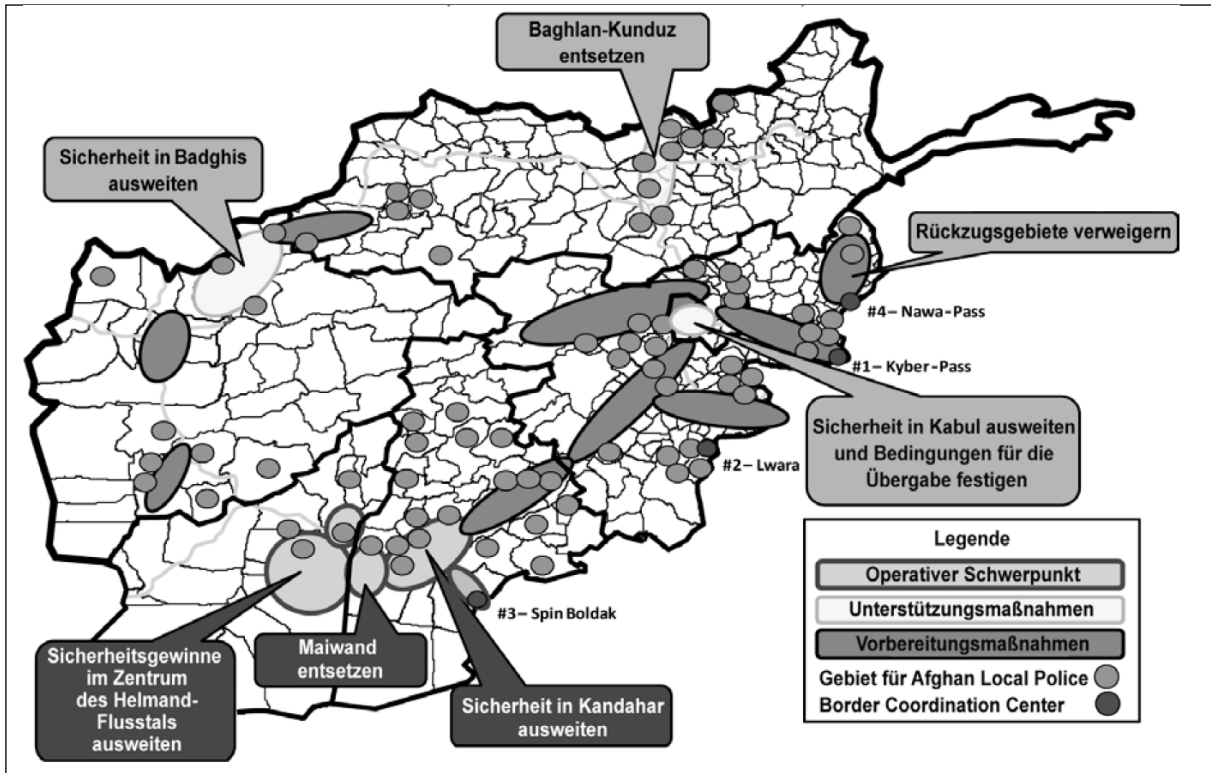 Baghlan-Kunduz
entsetzen
Sicherheit in Badghis
ausweiten
Rückzugsgebiete verweigern
#4– Nawa-Pass
#1– Kyber-Pass
Sicherheit in Kabul ausweiten
und Bedingungen für die
Übergabe festigen
#2– Lwara
#3– Spin Boldak
Maiwand
entsetzen
Sicherheitsgewinne
im Zentrum
des Helmand-
Flusstals
ausweiten
Sicherheit in Kandahar
ausweiten
Legende
Operativer Schwerpunkt
Unterstützungsmaßnahmen
Vorbereitungsmaßnahmen
Gebiet für Afghan Local Police
Border Coordination Center